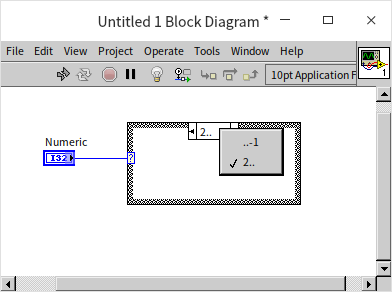 Untitled 1 Block Diagram *
File Edit View Project Operate Tools Window Help
10pt Application F
1
Numeric
I32
?
2..
..-1
2..